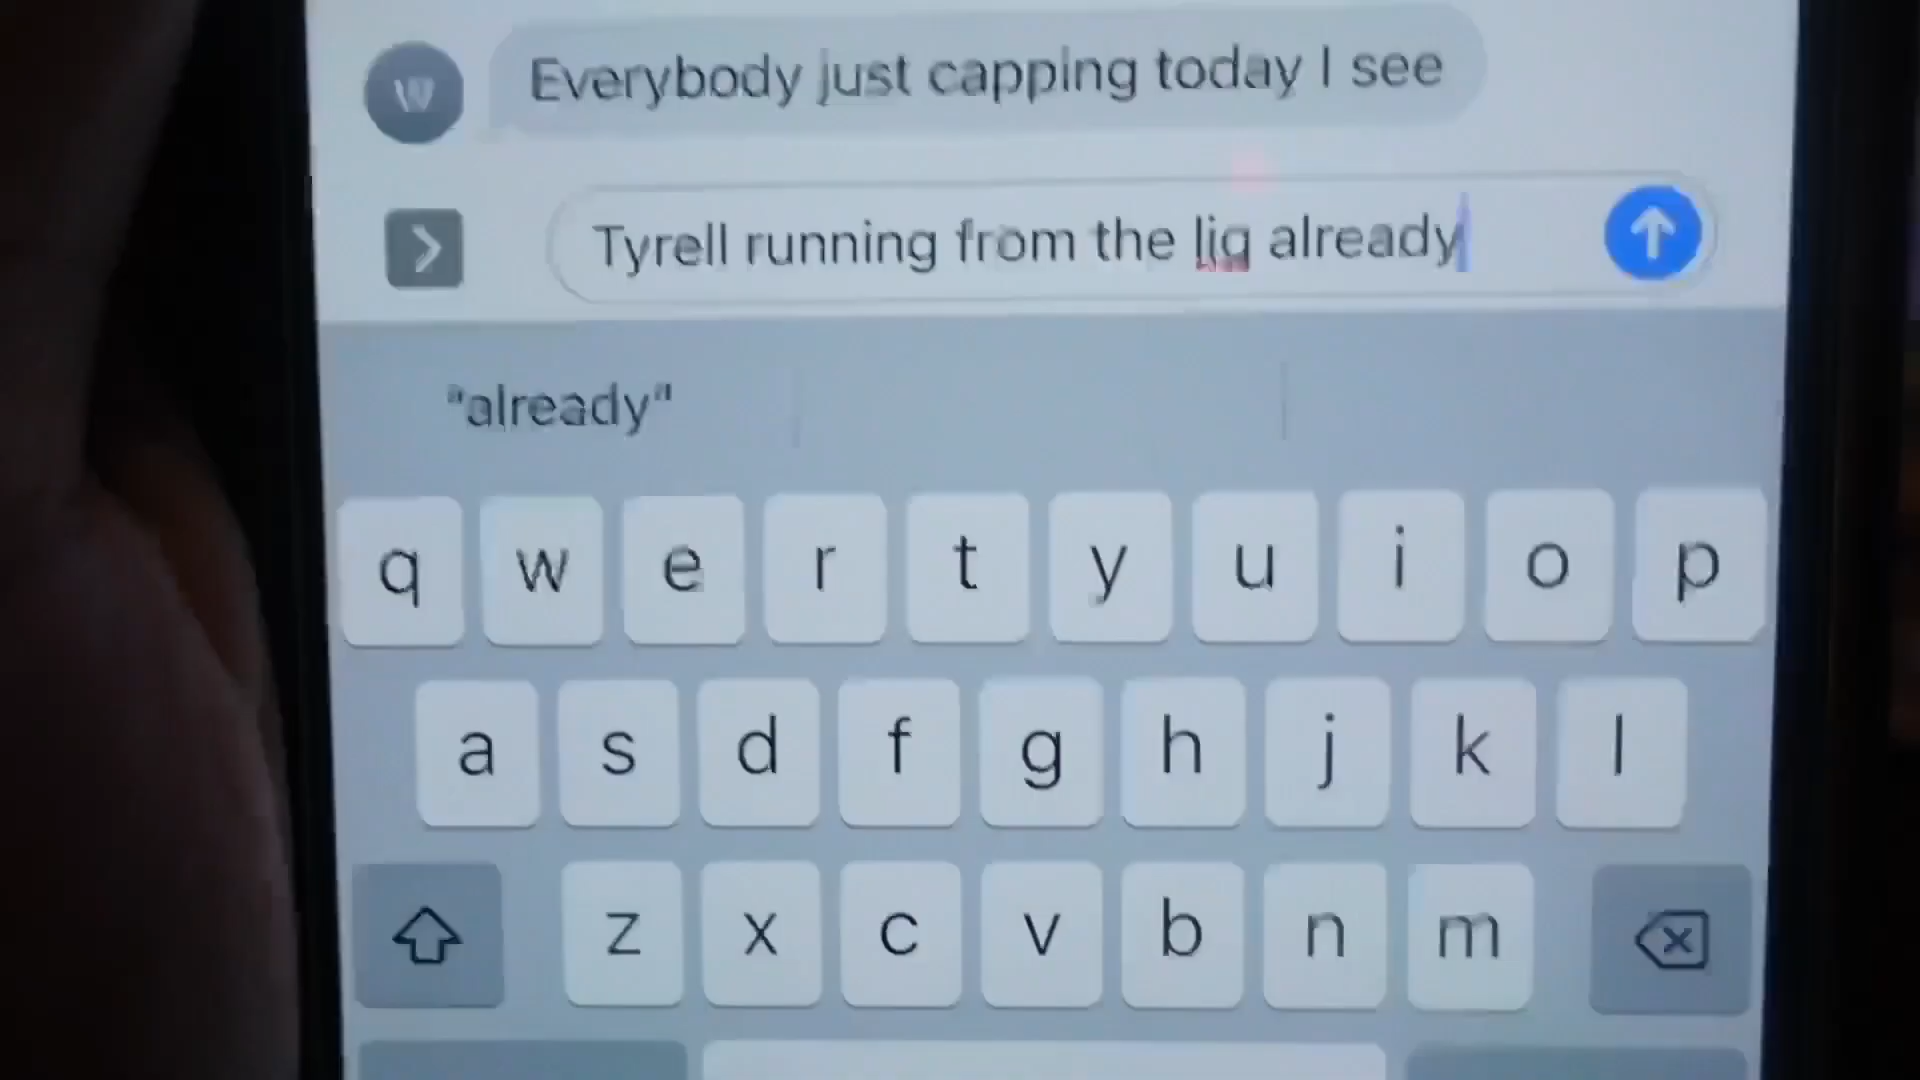 W
Everybody just capping today I see
Tyrell running from the lig already
"already"
q w e r t y u i o p
a s d f g h j k l
z x c v b n m